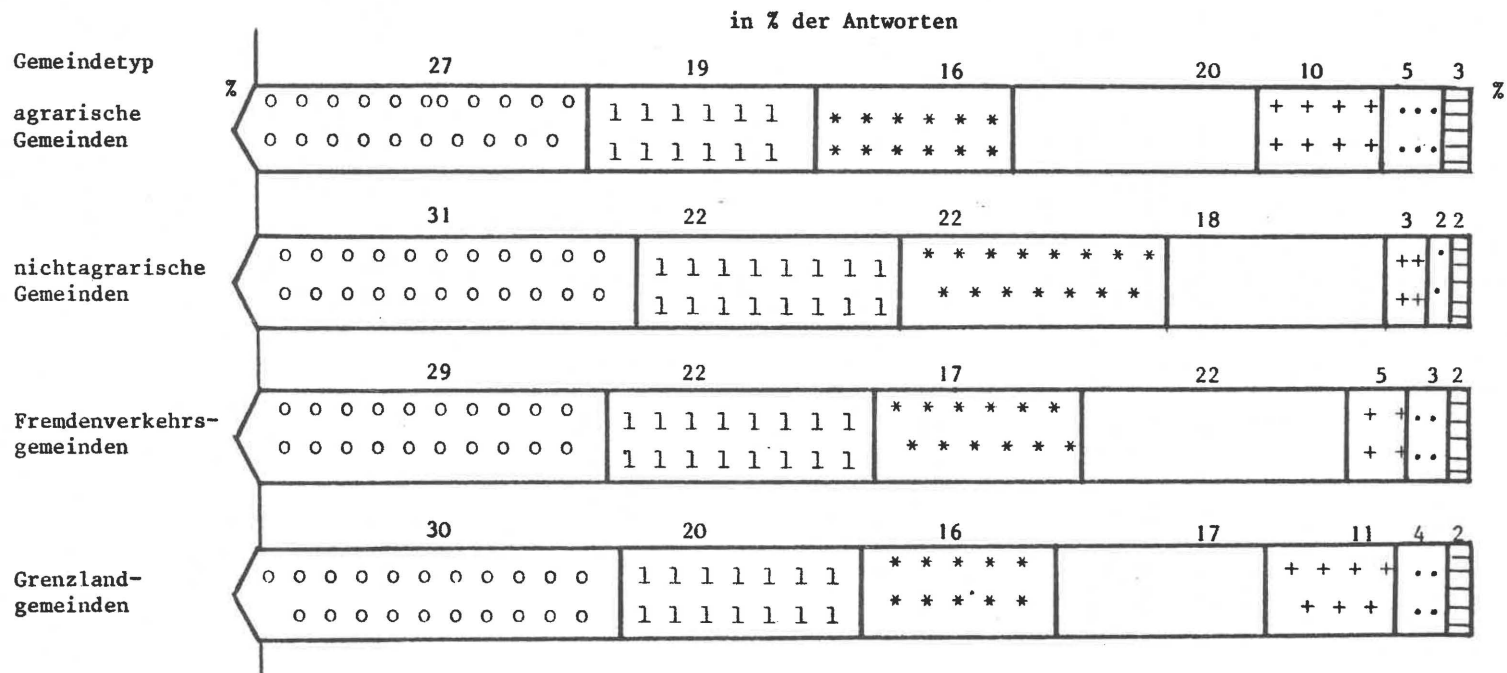 in % der Antworten
Gemeindetyp
27 19 16 20 10 5 3
% %
agrarische
Gemeinden
31 22 22 18 3 2 2
nichtagrarische
Gemeinden
29 22 17 22 5 3 2
Fremdenverkehrs-
gemeinden
30 20 16 17 11 4 2
Grenzland-
gemeinden